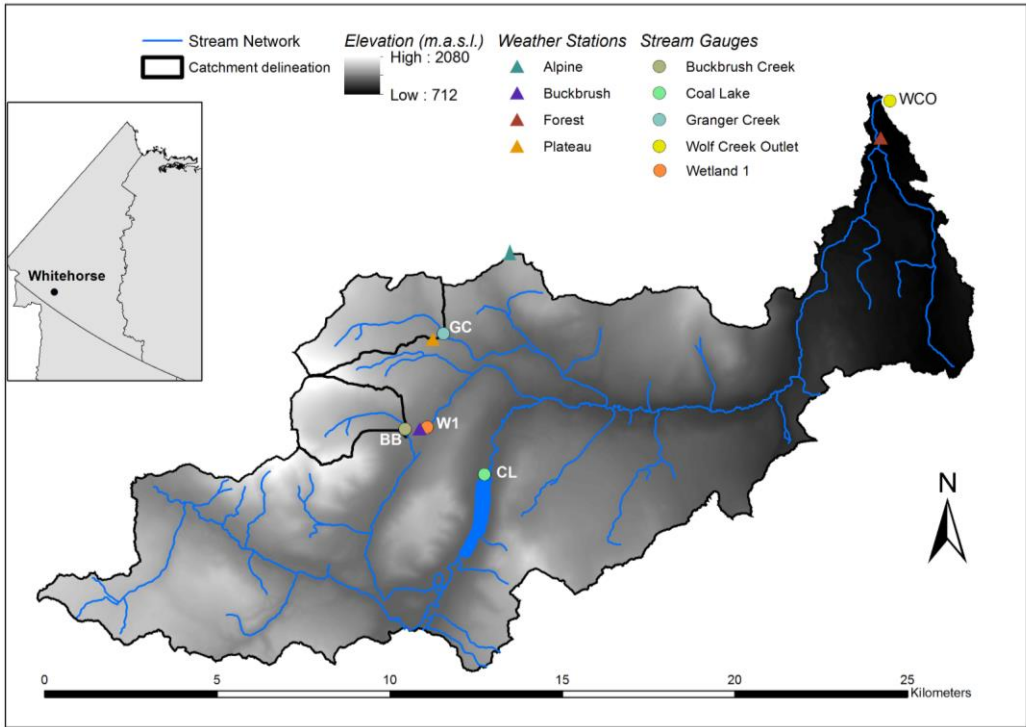 Stream Network
Catchment delineation
Elevation (m.a.s.l.)
High : 2080
Low : 712
Weather Stations
Alpine
Buckbrush
Forest
Plateau
Stream Gauges
Buckbrush Creek
Coal Lake
Granger Creek
Wolf Creek Outlet
Wetland 1
WCO
Whitehorse
GC
W1
BB
CL
N
0 5 10 15 20 25
Kilometers